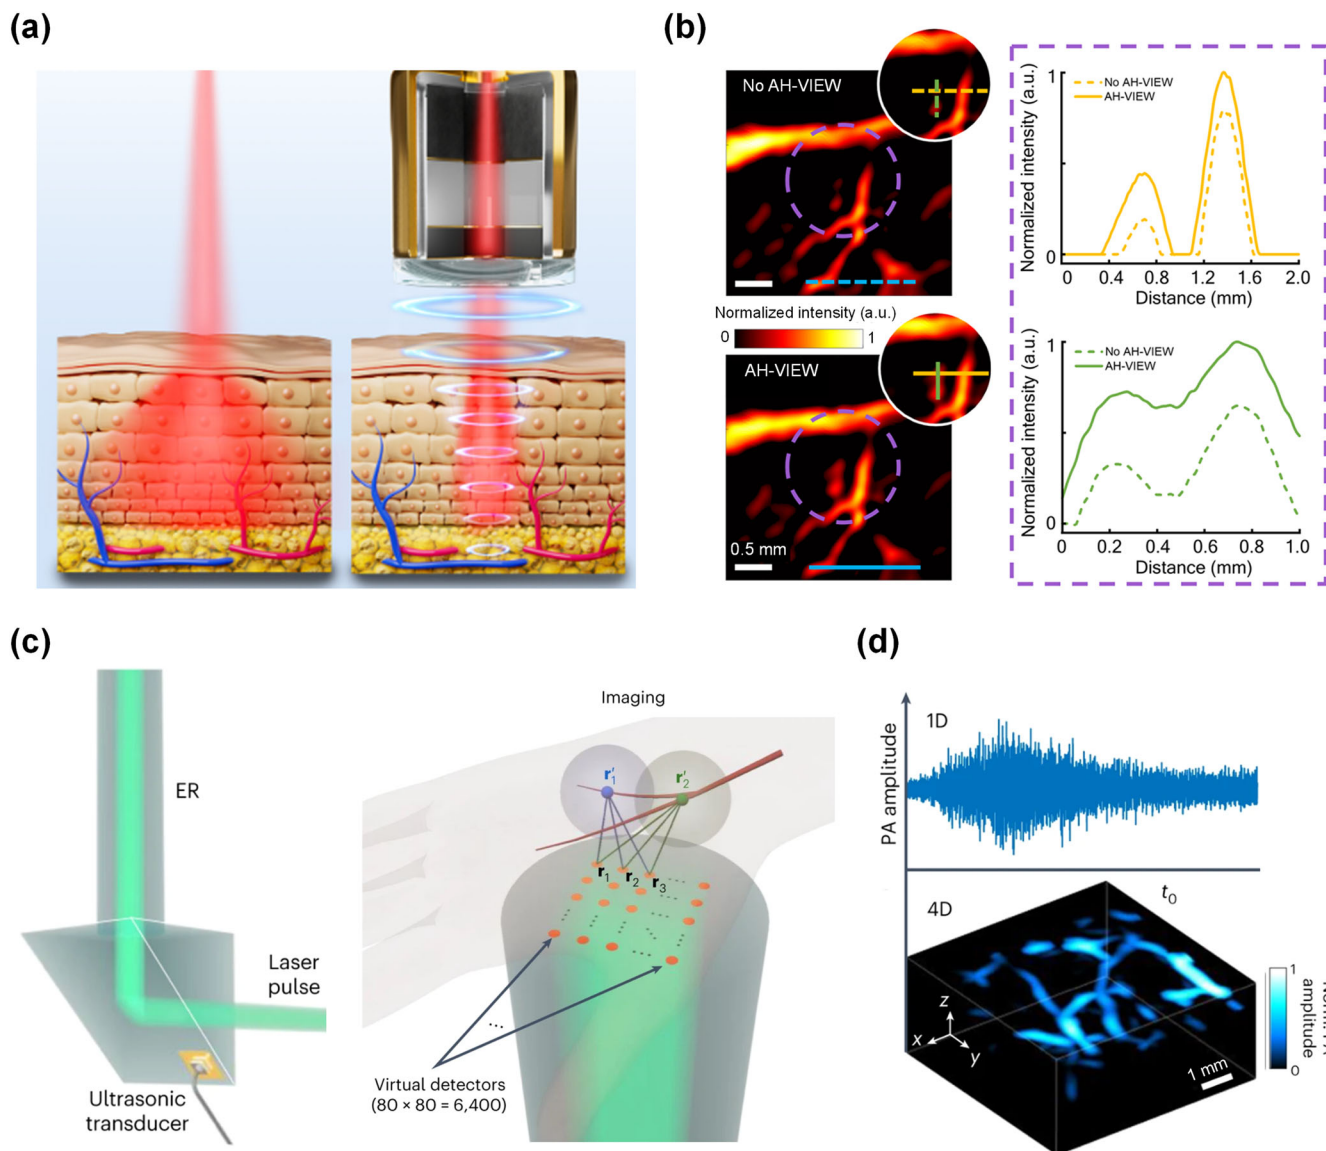 (a)
(b)
No AH-VIEW
Normalized intensity (a.u.)
0
1
AH-VIEW
0.5 mm
Normalized intensity (a.u.)
1
0
No AH-VIEW
AH-VIEW
0 0.4 0.8 1.2 1.6 2.0
Distance (mm)
Normalized intensity (a.u.)
1
0
No AH-VIEW
AH-VIEW
0 0.2 0.4 0.6 0.8 1.0
Distance (mm)
(c)
ER
Laser
pulse
Ultrasonic
transducer
Imaging
r′1
r′2
r1
r2
r3
...
Virtual detectors
(80 × 80 = 6,400)
(d)
PA amplitude
1D
4D
t0
z
x
y
1 mm
1
0
amplitude